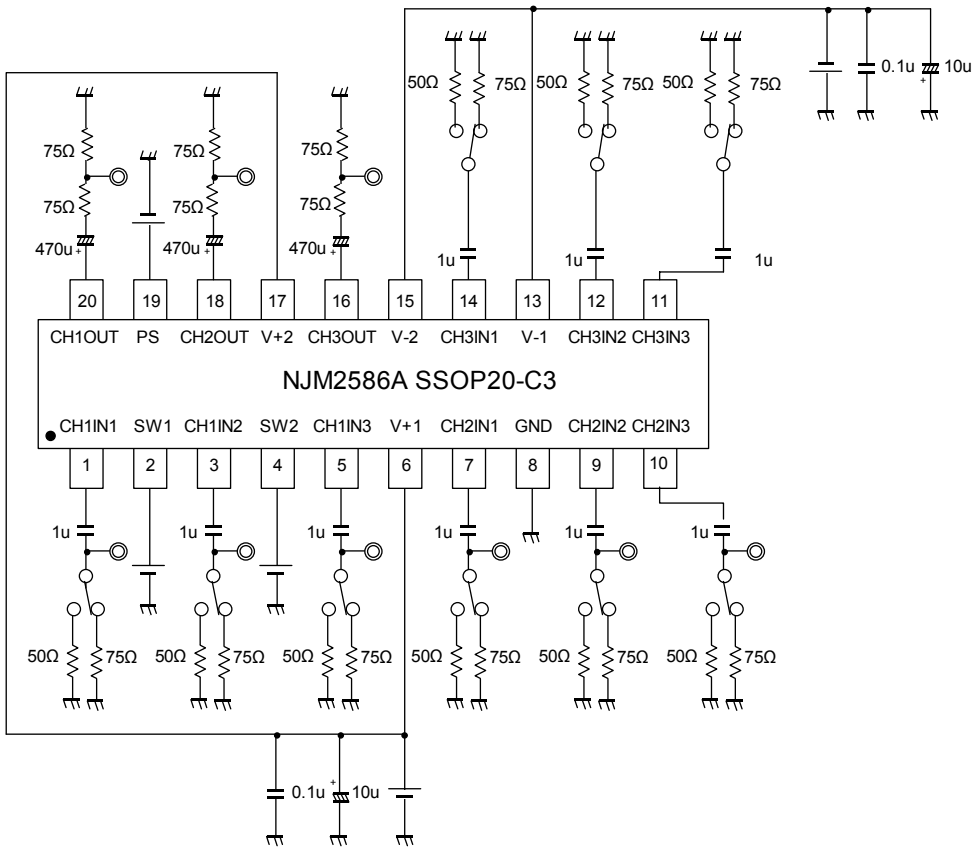 50Ω 75Ω 50Ω 75Ω 50Ω 75Ω 0.1u + 10u
75Ω 75Ω 75Ω
75Ω 75Ω 75Ω
470u + 470u + 470u + 1u 1u 1u
20 19 18 17 16 15 14 13 12 11
CH1OUT PS CH2OUT V+2 CH3OUT V-2 CH3IN1 V-1 CH3IN2 CH3IN3
NJM2586A SSOP20-C3
CH1IN1 SW1 CH1IN2 SW2 CH1IN3 V+1 CH2IN1 GND CH2IN2 CH2IN3
1 2 3 4 5 6 7 8 9 10
1u 1u 1u 1u 1u 1u
50Ω 75Ω 50Ω 75Ω 50Ω 75Ω 50Ω 75Ω 50Ω 75Ω 50Ω 75Ω
0.1u + 10u